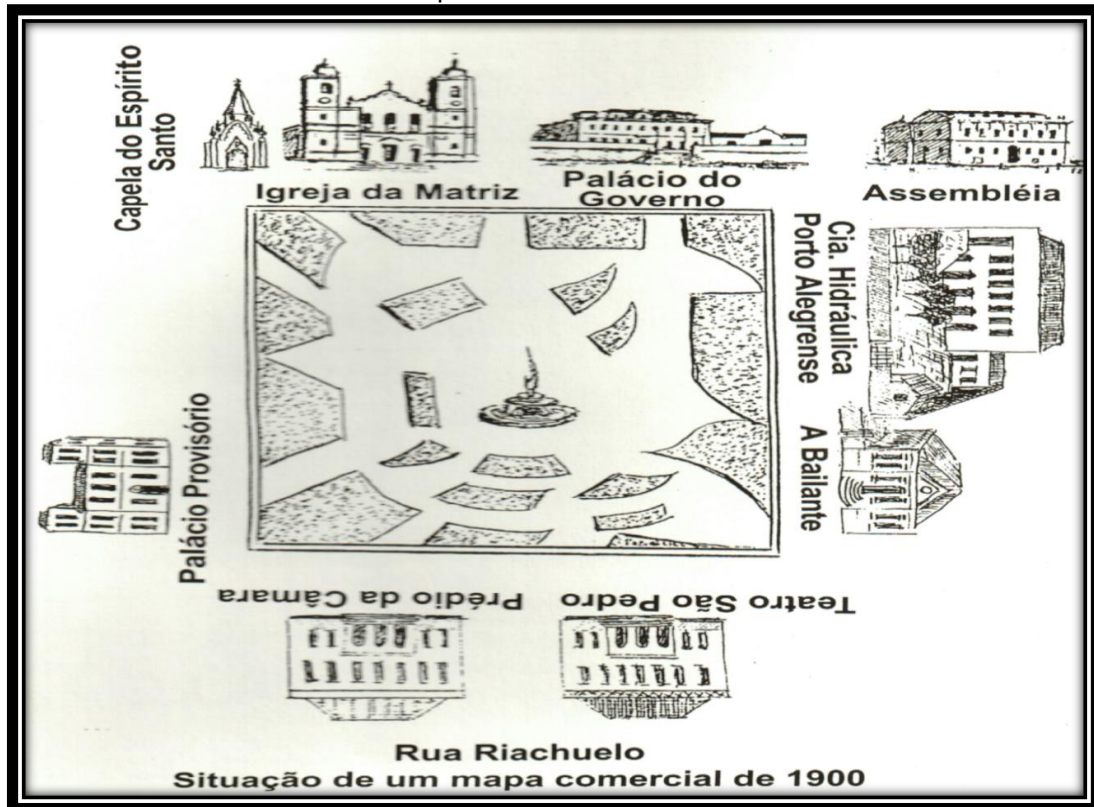 Capela do Espírito
Santo
Igreja da Matriz
Palácio do
Governo
Assembléia
Cia. Hidráulica
Porto Alegrense
A Bailante
Palácio Provisório
Prédio da Câmara
Teatro São Pedro
Rua Riachuelo
Situação de um mapa comercial de 1900